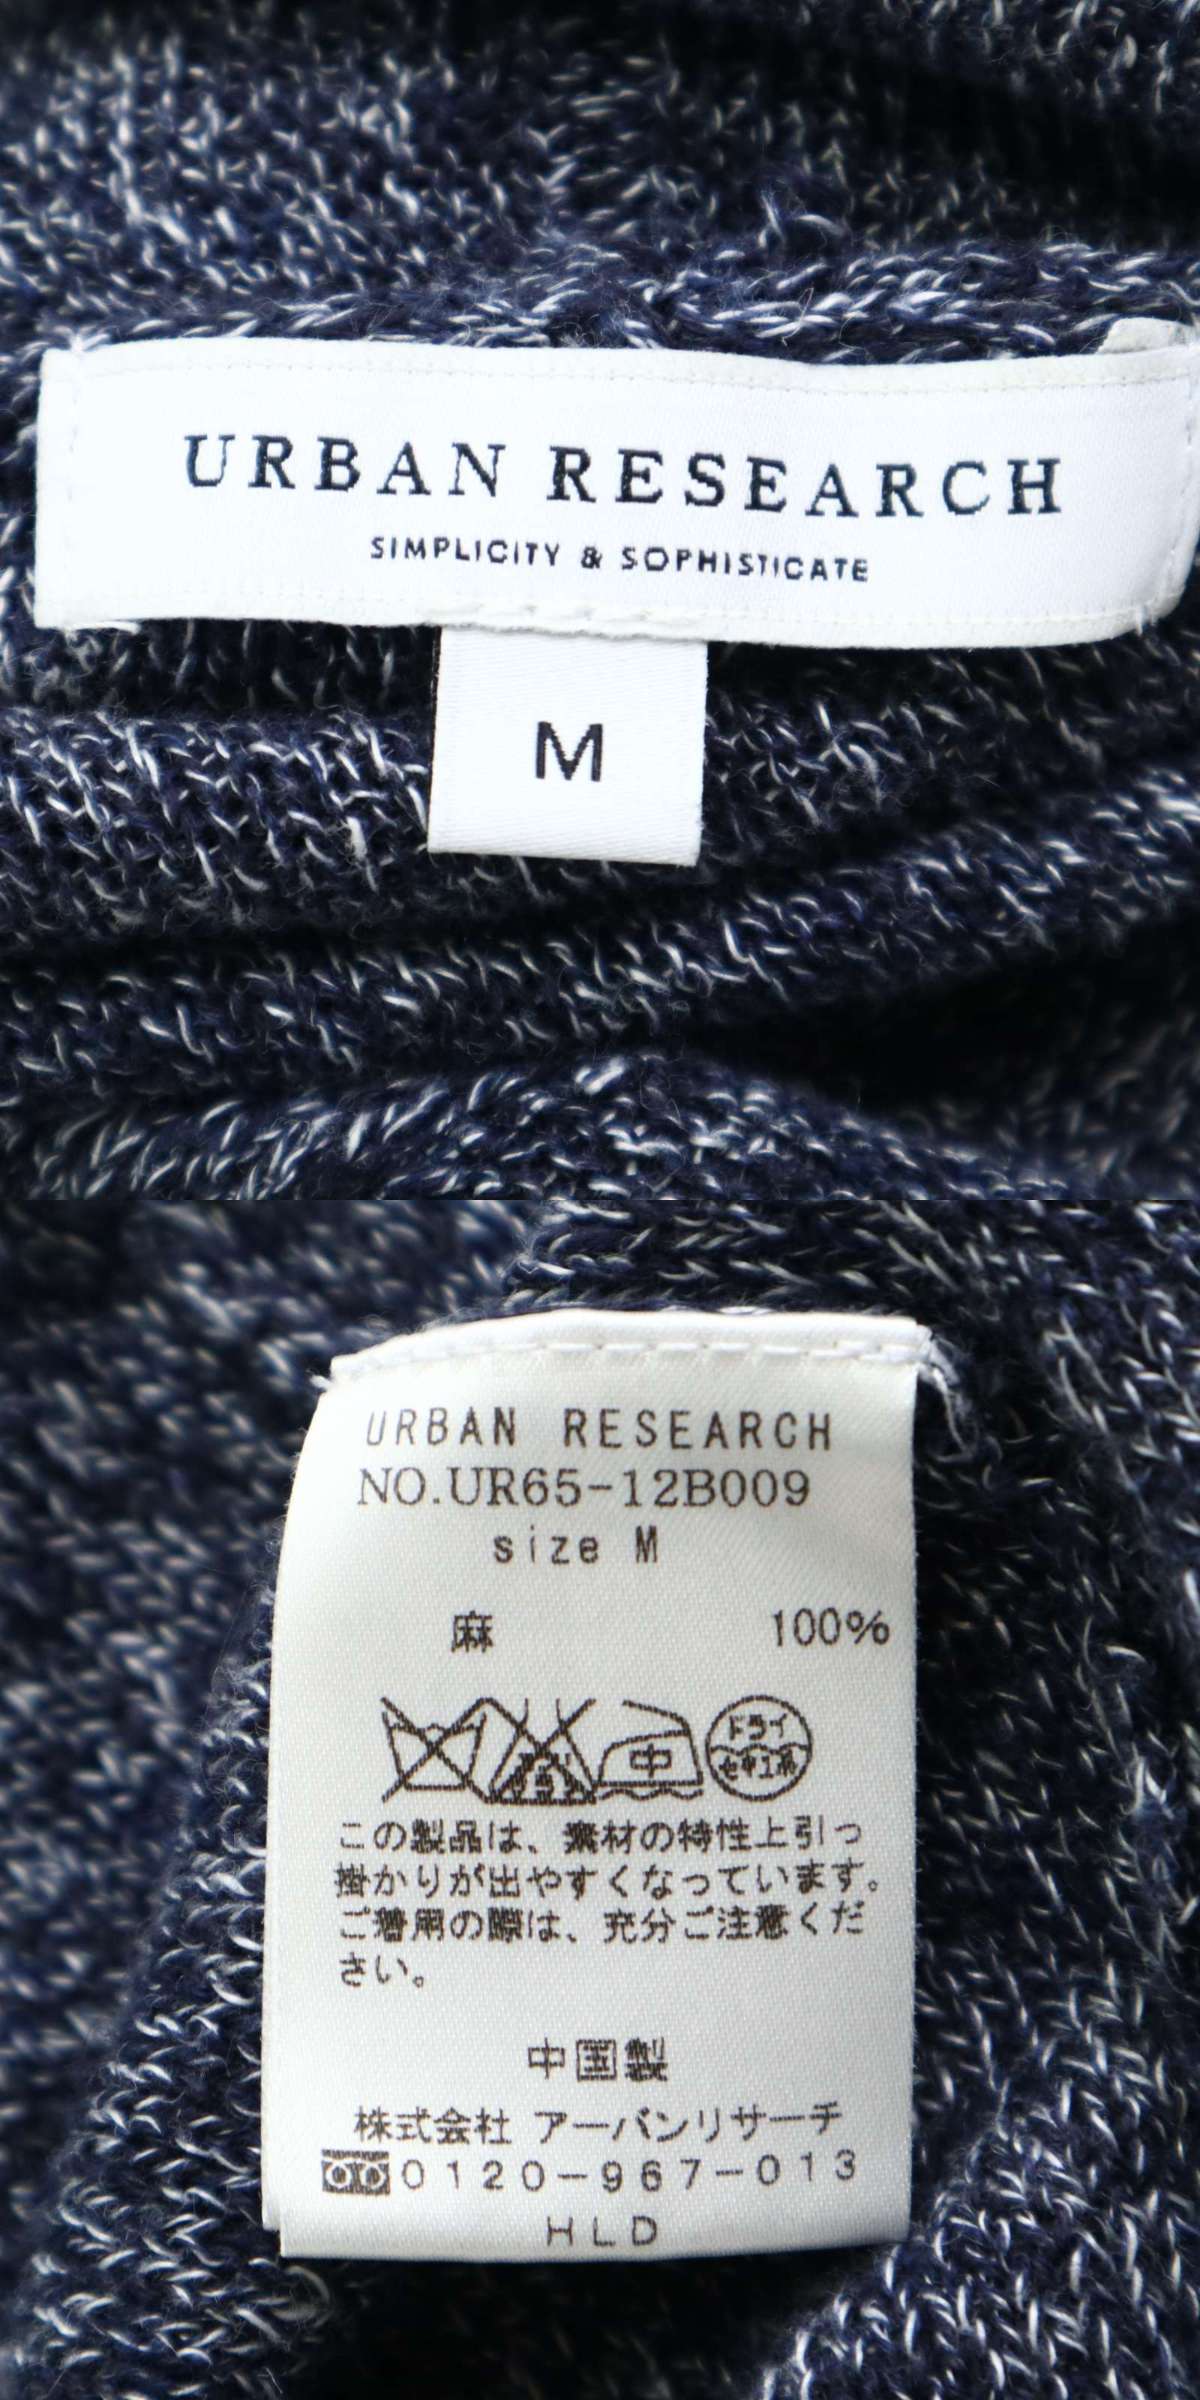 URBAN RESEARCH
SIMPLICITY & SOPHISTICATE
M
URBAN RESEARCH
NO.UR65-12B009
size M
麻 100%
中 ドライ
セキユ系
この製品は、素材の特性上引っ
掛かりが出やすくなっています。
ご着用の際は、充分ご注意くだ
さい。
中国製
株式会社 アーバンリサーチ
0120-967-013
HLD